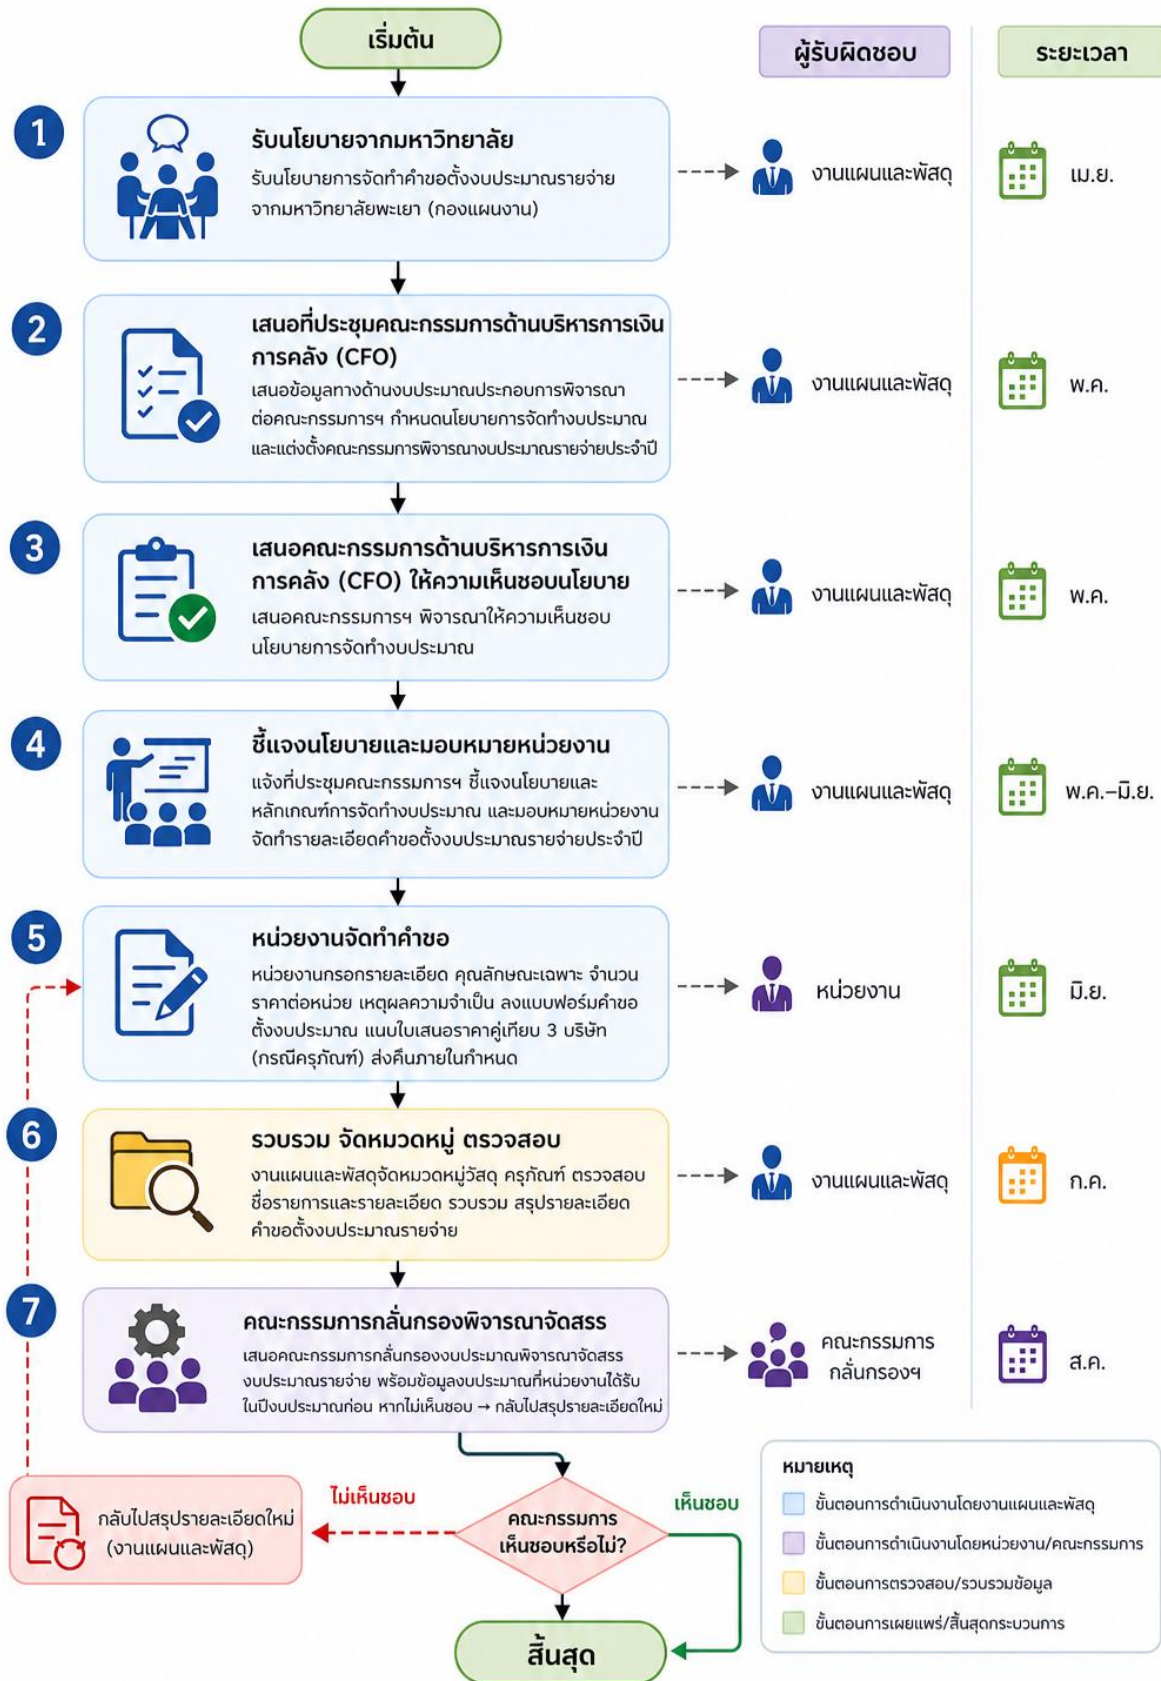 เริ่มต้น
ผู้รับผิดชอบ
ระยะเวลา
1
รับนโยบายจากมหาวิทยาลัย
รับนโยบายการจัดทำคำขอตั้งงบประมาณรายจ่าย
จากมหาวิทยาลัยพะเยา (กองแผนงาน)
งานแผนและพัสดุ
เม.ย.
2
เสนอที่ประชุมคณะกรรมการด้านบริหารการเงิน
การคลัง (CFO)
เสนอข้อมูลทางด้านงบประมาณประกอบการพิจารณา
ต่อคณะกรรมการฯ กำหนดนโยบายการจัดทำงบประมาณ
และแต่งตั้งคณะกรรมการพิจารณางบประมาณรายจ่ายประจำปี
งานแผนและพัสดุ
พ.ค.
3
เสนอคณะกรรมการด้านบริหารการเงิน
การคลัง (CFO) ให้ความเห็นชอบนโยบาย
เสนอคณะกรรมการฯ พิจารณาให้ความเห็นชอบ
นโยบายการจัดทำงบประมาณ
งานแผนและพัสดุ
พ.ค.
4
ชี้แจงนโยบายและมอบหมายหน่วยงาน
แจ้งที่ประชุมคณะกรรมการฯ ชี้แจงนโยบายและ
หลักเกณฑ์การจัดทำงบประมาณ และมอบหมายหน่วยงาน
จัดทำรายละเอียดคำขอตั้งงบประมาณรายจ่ายประจำปี
งานแผนและพัสดุ
พ.ค.–มิ.ย.
5
หน่วยงานจัดทำคำขอ
หน่วยงานกรอกรายละเอียด คุณลักษณะเฉพาะ จำนวน
ราคาต่อหน่วย เหตุผลความจำเป็น ลงแบบฟอร์มคำขอ
ตั้งงบประมาณ แนบใบเสนอราคาคู่เทียบ 3 บริษัท
(กรณีครุภัณฑ์) ส่งคืนภายในกำหนด
หน่วยงาน
มิ.ย.
6
รวบรวม จัดหมวดหมู่ ตรวจสอบ
งานแผนและพัสดุจัดหมวดหมู่วัสดุ ครุภัณฑ์ ตรวจสอบ
ชื่อรายการและรายละเอียด รวบรวม สรุปรายละเอียด
คำขอตั้งงบประมาณรายจ่าย
งานแผนและพัสดุ
ก.ค.
7
คณะกรรมการกลั่นกรองพิจารณาจัดสรร
เสนอคณะกรรมการกลั่นกรองงบประมาณพิจารณาจัดสรร
งบประมาณรายจ่าย พร้อมข้อมูลงบประมาณที่หน่วยงานได้รับ
ในปีงบประมาณก่อน หากไม่เห็นชอบ → กลับไปสรุปรายละเอียดใหม่
คณะกรรมการ
กลั่นกรองฯ
ส.ค.
กลับไปสรุปรายละเอียดใหม่
(งานแผนและพัสดุ)
ไม่เห็นชอบ
คณะกรรมการ
เห็นชอบหรือไม่?
เห็นชอบ
สิ้นสุด
หมายเหตุ
ขั้นตอนการดำเนินงานโดยงานแผนและพัสดุ
ขั้นตอนการดำเนินงานโดยหน่วยงาน/คณะกรรมการ
ขั้นตอนการตรวจสอบ/รวบรวมข้อมูล
ขั้นตอนการเผยแพร่/สิ้นสุดกระบวนการ